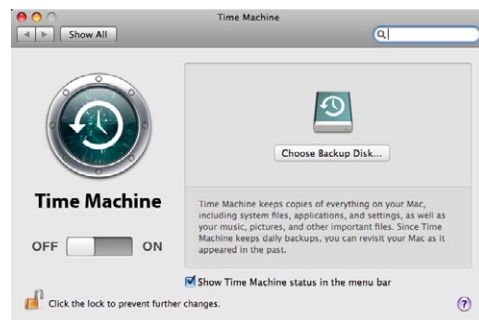 Time Machine
Show All
Choose Backup Disk...
Time Machine
OFF ON
Time Machine keeps copies of everything on your Mac,
including system files, applications, and settings, as well as
your music, pictures, and other important files. Since Time
Machine keeps daily backups, you can revisit your Mac as it
appeared in the past.
Show Time Machine status in the menu bar
Click the lock to prevent further changes.
?